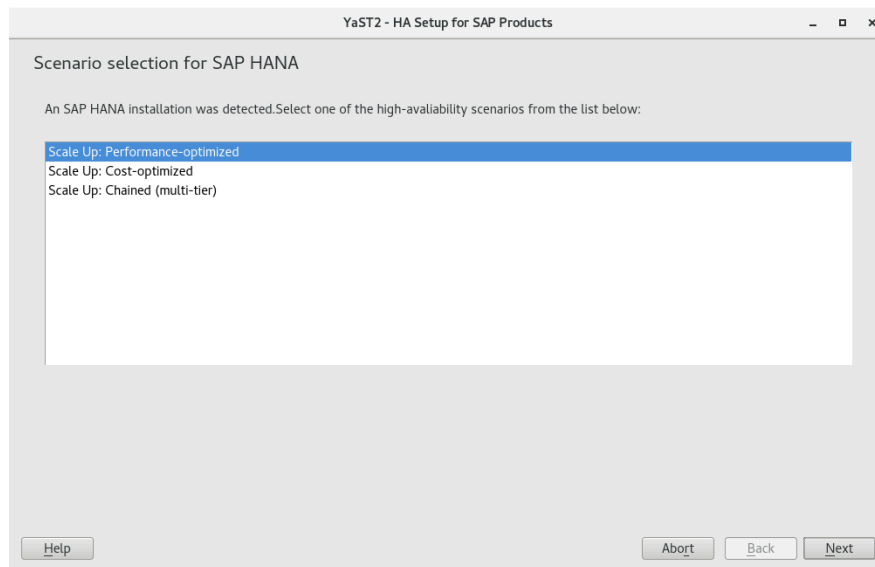 YaST2 - HA Setup for SAP Products
Scenario selection for SAP HANA
An SAP HANA installation was detected.Select one of the high-avaliability scenarios from the list below:
Scale Up: Performance-optimized
Scale Up: Cost-optimized
Scale Up: Chained (multi-tier)
Help Abort Back Next